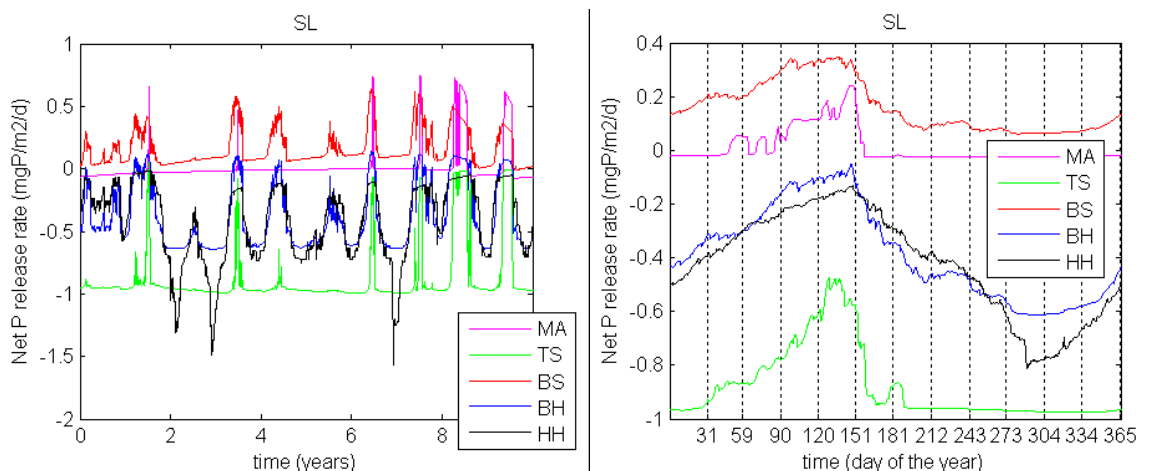 SL
Net P release rate (mgP/m2/d)
1
0.5
0
-0.5
-1
-1.5
-2
0 2 4 6 8
time (years)
MA
TS
BS
BH
HH
SL
Net P release rate (mgP/m2/d)
0.4
0.2
0
-0.2
-0.4
-0.6
-0.8
-1
31 59 90 120 151 181 212 243 273 304 334 365
time (day of the year)
MA
TS
BS
BH
HH